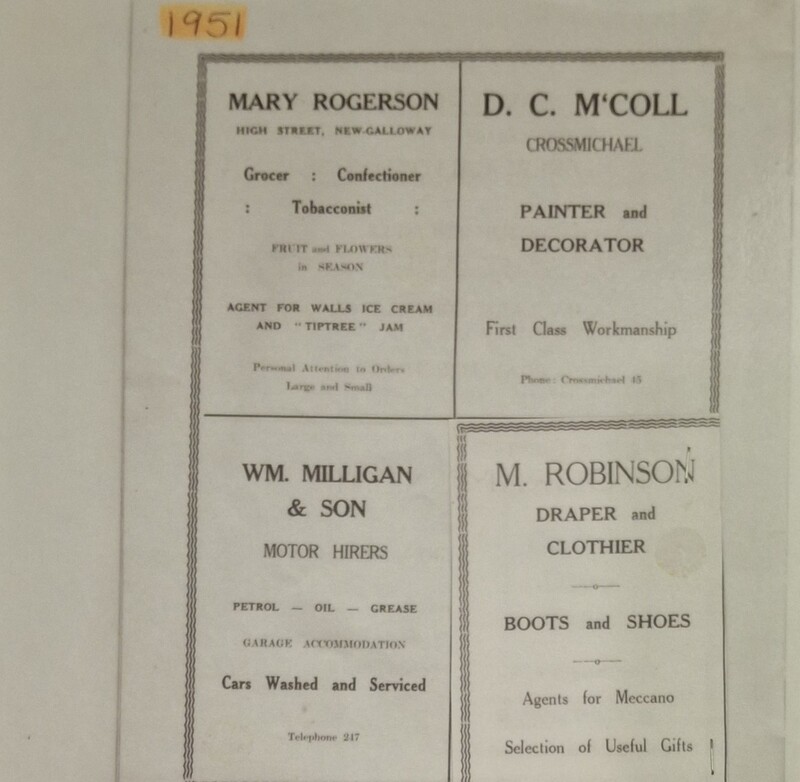 1951
MARY ROGERSON
HIGH STREET, NEW-GALLOWAY
Grocer : Confectioner
: Tobacconist :
FRUIT and FLOWERS
in SEASON
AGENT FOR WALLS ICE CREAM
AND "TIPTREE" JAM
Personal Attention to Orders
Large and Small
D. C. M‘COLL
CROSSMICHAEL
PAINTER and
DECORATOR
First Class Workmanship
Phone: Crossmichael 45
WM. MILLIGAN
& SON
MOTOR HIRERS
PETROL — OIL — GREASE
GARAGE ACCOMMODATION
Cars Washed and Serviced
Telephone 247
M. ROBINSON
DRAPER and
CLOTHIER
BOOTS and SHOES
Agents for Meccano
Selection of Useful Gifts